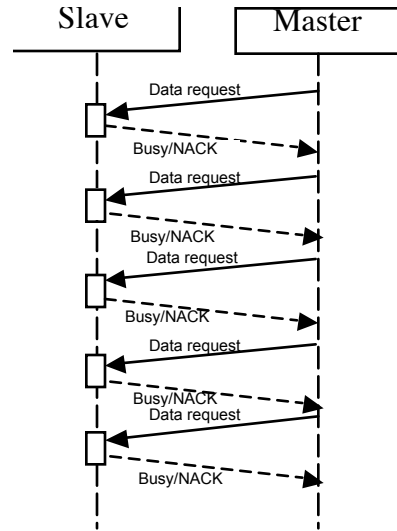 Slave
Master
Data request
Busy/NACK
Data request
Busy/NACK
Data request
Busy/NACK
Data request
Busy/NACK
Data request
Busy/NACK